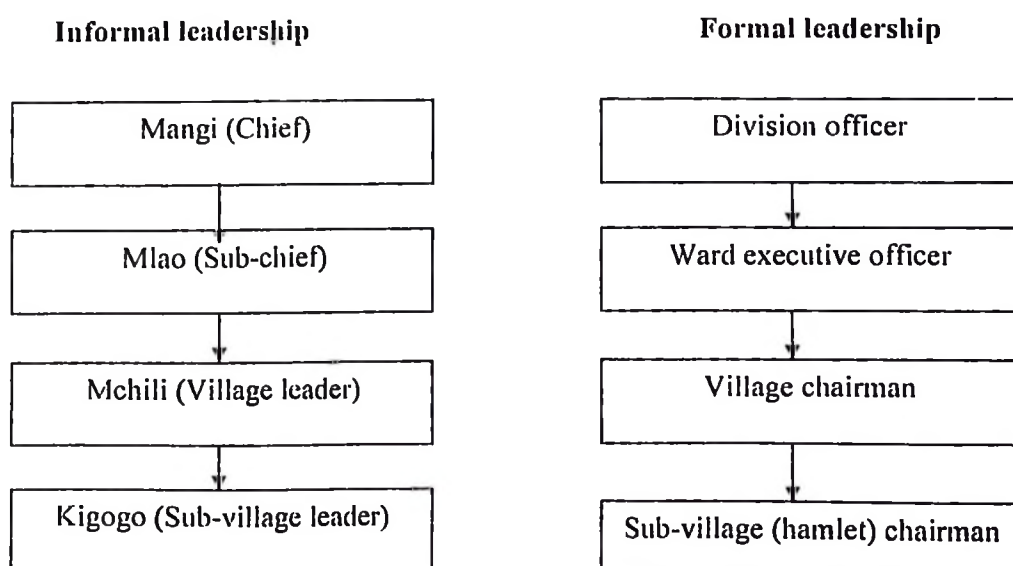 Informal leadership
Formal leadership
Mangi (Chief)
Division officer
Mlao (Sub-chief)
Ward executive officer
Mchili (Village leader)
Village chairman
Kigogo (Sub-village leader)
Sub-village (hamlet) chairman